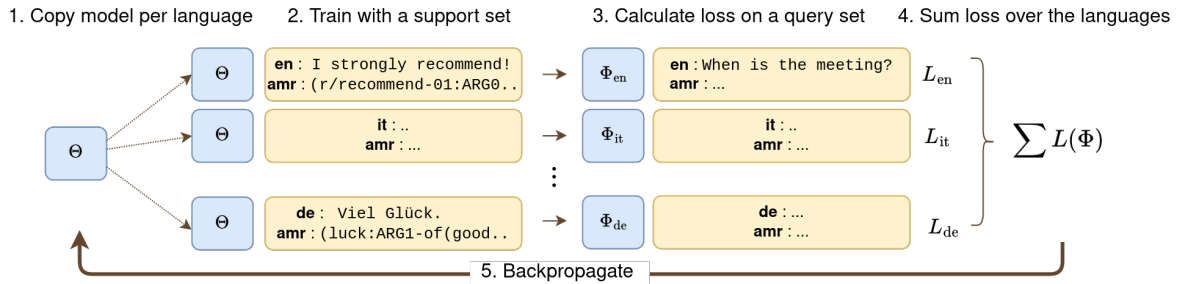 1. Copy model per language
2. Train with a support set
3. Calculate loss on a query set
4. Sum loss over the languages
Θ
Θ
en : I strongly recommend!
amr : (r/recommend-01:ARG0..
Φen
en : When is the meeting?
amr : ...
Len
Θ
it : ..
amr : ...
Φit
it : ..
amr : ...
Lit
∑ L(Φ)
⋮
Θ
de : Viel Glück.
amr : (luck:ARG1-of(good..
Φde
de : ...
amr : ...
Lde
5. Backpropagate